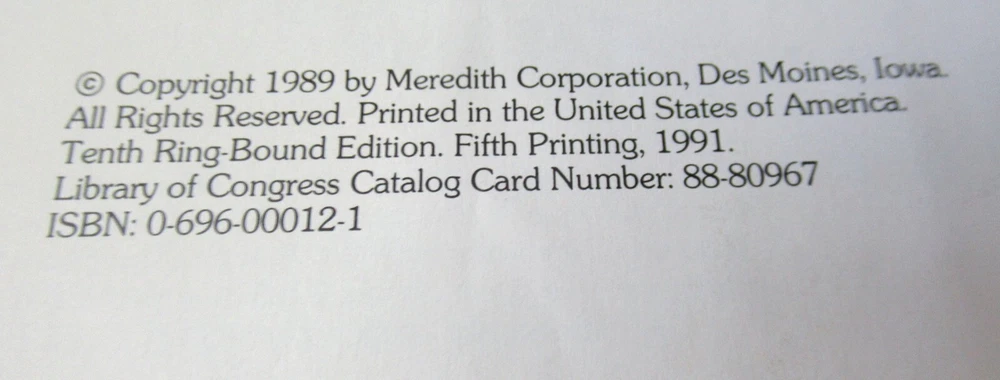 © Copyright 1989 by Meredith Corporation, Des Moines, Iowa.
All Rights Reserved. Printed in the United States of America.
Tenth Ring-Bound Edition. Fifth Printing, 1991.
Library of Congress Catalog Card Number: 88-80967
ISBN: 0-696-00012-1